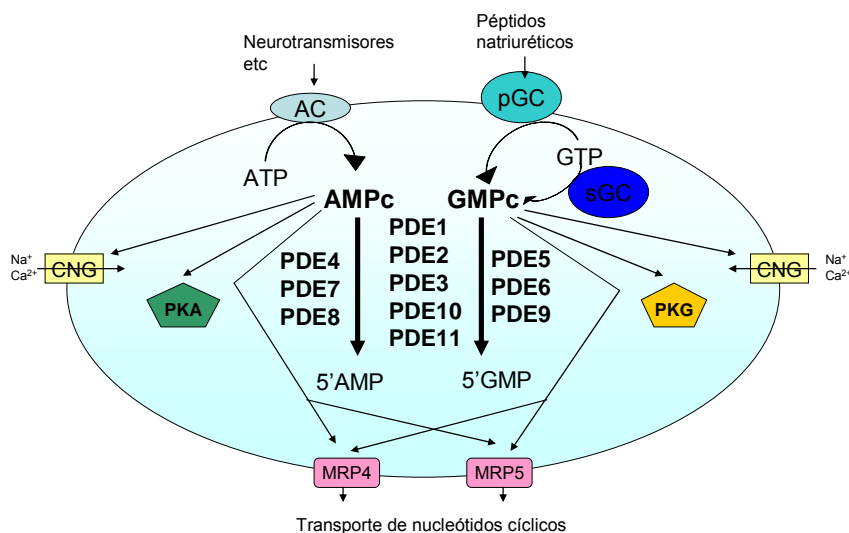 Neurotransmisores
etc
Péptidos
natriuréticos
AC
pGC
ATP
GTP
sGC
AMPc
GMPc
PDE1
PDE2
PDE3
PDE10
PDE11
PDE4
PDE7
PDE8
PDE5
PDE6
PDE9
Na⁺
Ca²⁺
CNG
PKA
PKG
CNG
Na⁺
Ca²⁺
5’AMP
5’GMP
MRP4
MRP5
Transporte de nucleótidos cíclicos